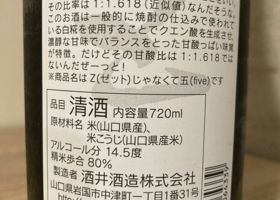 その比率は1:1.618（近似値）なんだそうな。
このお酒は一般的に焼酎の仕込みで使われて
いる白糀を使用することでクエン酸を生成させ、
濃醇な甘味でバランスをとった甘酸っぱい味質
が特徴。だけどその甘酸比は1:1.618では
ないんだぜーっと！
※商品名はZ(ゼット)じゃなくて五(five)です
品目 清酒 内容量720ml
原材料名 米(山口県産)、
米こうじ(山口県産米)
アルコール分 14.5度
精米歩合 80%
製造者 酒井酒造株式会社
山口県岩国市中津町一丁目1番31号